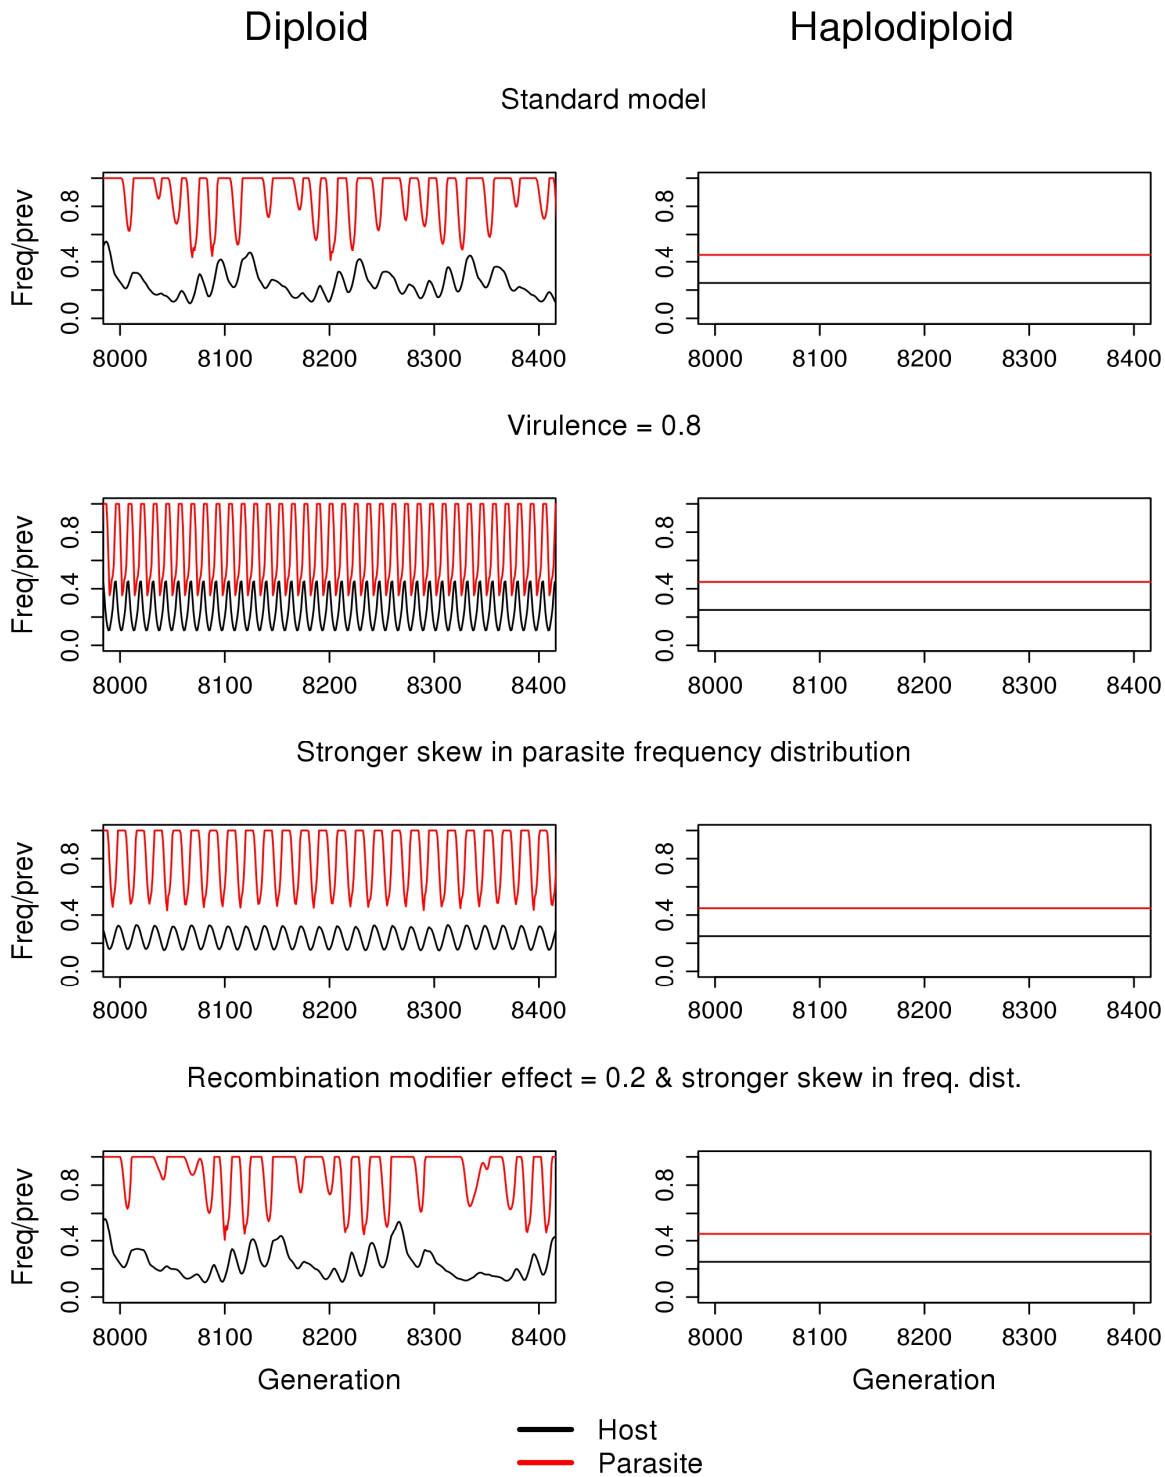 Diploid Haplodiploid
Standard model
Freq/prev
0.0 0.4 0.8
8000 8100 8200 8300 8400
0.0 0.4 0.8
8000 8100 8200 8300 8400
Virulence = 0.8
Freq/prev
0.0 0.4 0.8
8000 8100 8200 8300 8400
0.0 0.4 0.8
8000 8100 8200 8300 8400
Stronger skew in parasite frequency distribution
Freq/prev
0.0 0.4 0.8
8000 8100 8200 8300 8400
0.0 0.4 0.8
8000 8100 8200 8300 8400
Recombination modifier effect = 0.2 & stronger skew in freq. dist.
Freq/prev
0.0 0.4 0.8
8000 8100 8200 8300 8400
Generation
0.0 0.4 0.8
8000 8100 8200 8300 8400
Generation
Host
Parasite